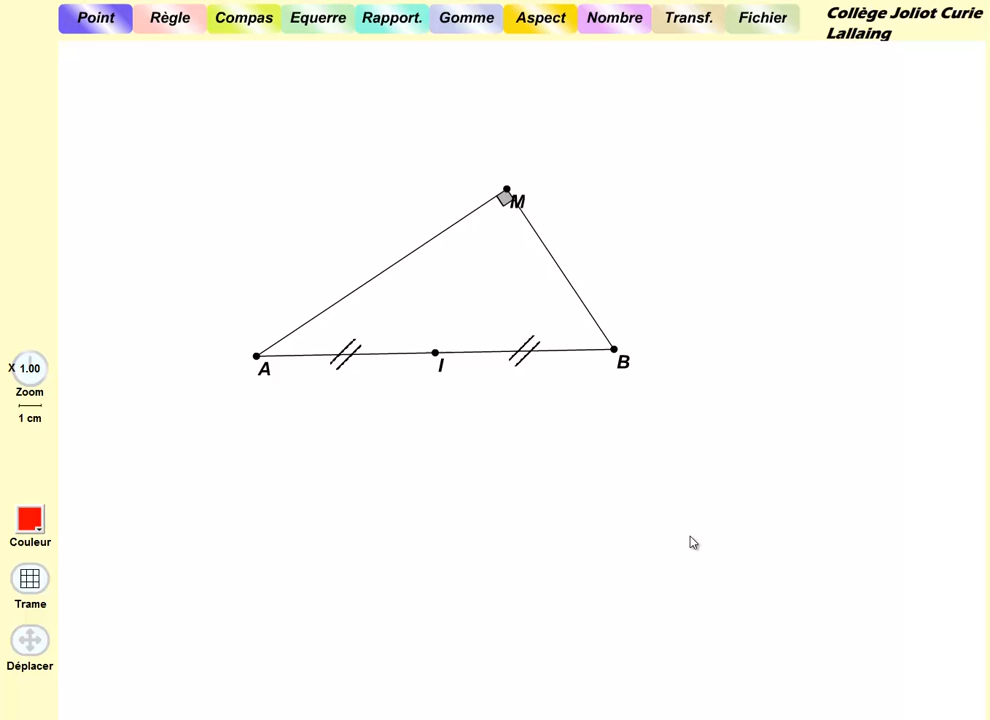 Point Règle Compas Equerre Rapport. Gomme Aspect Nombre Transf. Fichier
Collège Joliot Curie
Lallaing
M
A
I
B
X 1.00
Zoom
1 cm
Couleur
Trame
Déplacer